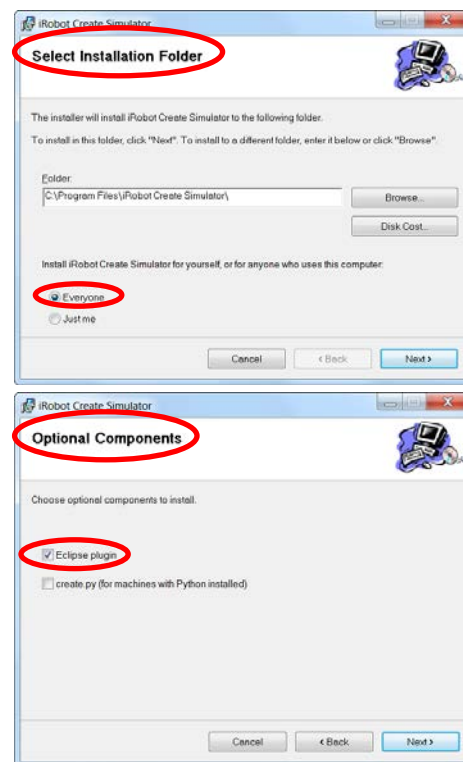 iRobot Create Simulator
Select Installation Folder
The installer will install iRobot Create Simulator to the following folder.
To install in this folder, click "Next". To install to a different folder, enter it below or click "Browse".
Folder:
C:\Program Files\iRobot Create Simulator\
Browse...
Disk Cost...
Install iRobot Create Simulator for yourself, or for anyone who uses this computer:
Everyone
Just me
Cancel
< Back
Next >
iRobot Create Simulator
Optional Components
Choose optional components to install.
Eclipse plugin
create.py (for machines with Python installed)
Cancel
< Back
Next >